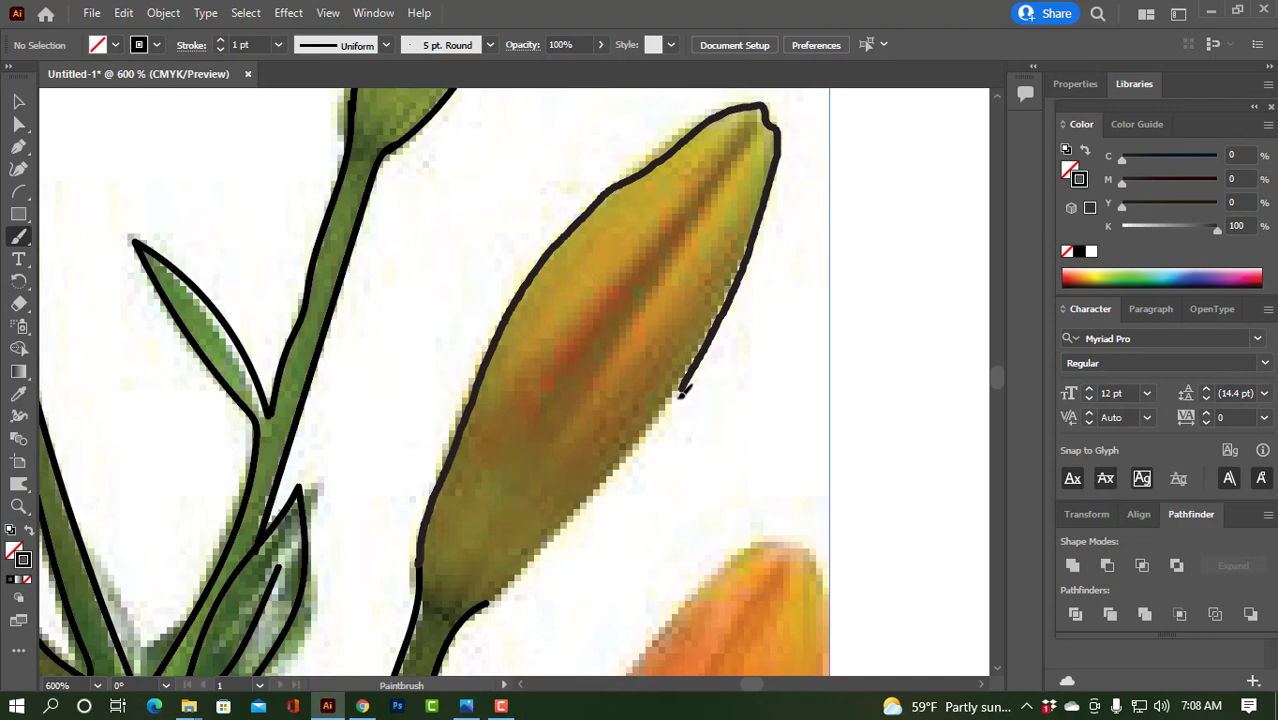 Ai File Edit Object Type Select Effect View Window Help Share
No Selection Stroke: 1 pt Uniform 5 pt. Round Opacity: 100% Style: Document Setup Preferences
Untitled-1* @ 600 % (CMYK/Preview)
Properties Libraries
Color Color Guide
C 0 %
M 0 %
Y 0 %
K 100 %
Character Paragraph OpenType
Myriad Pro
Regular
12 pt (14.4 pt)
Auto 0
Snap to Glyph
Transform Align Pathfinder
Shape Modes:
Expand
Pathfinders:
600% 0° 1 Paintbrush
59°F Partly sun... 7:08 AM